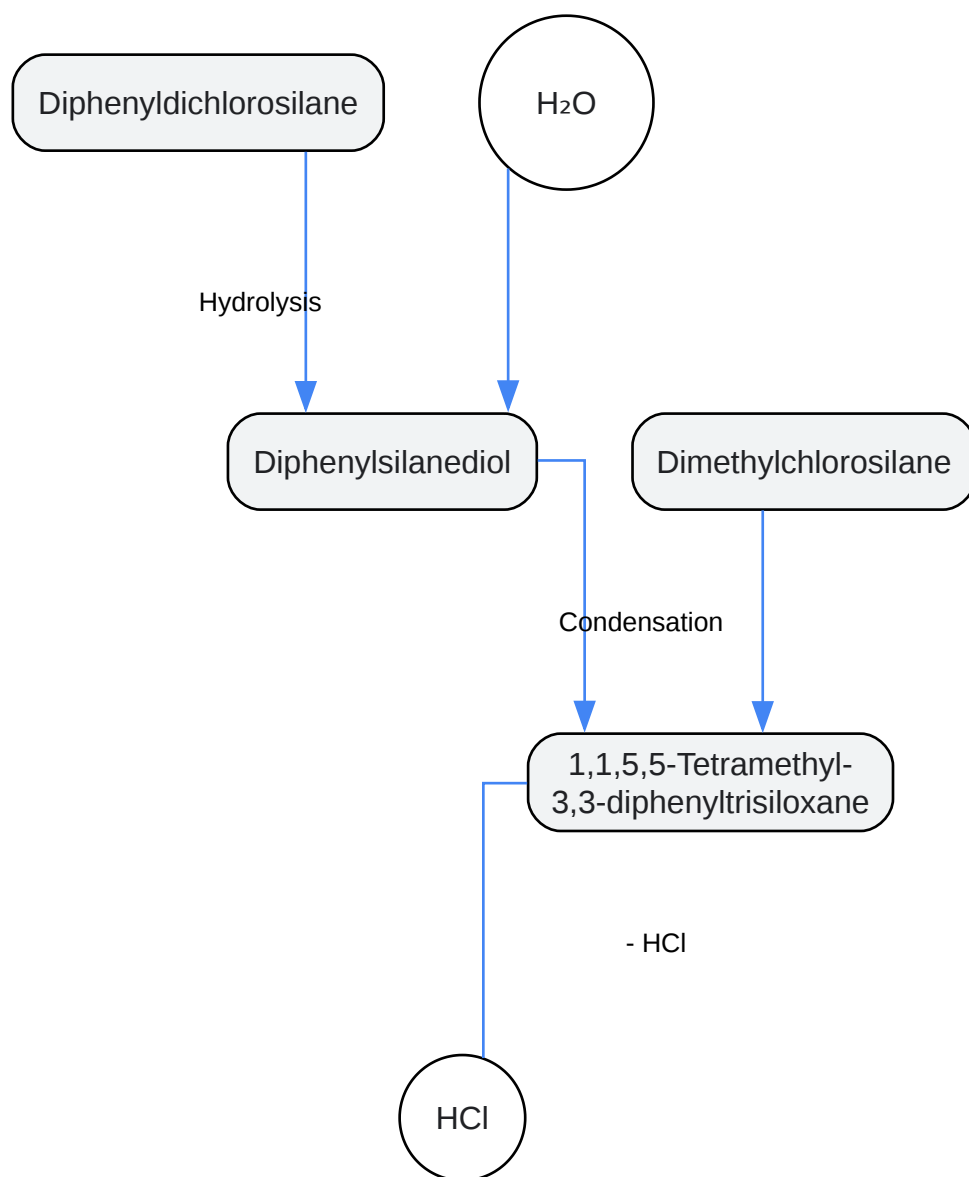 Diphenyldichlorosilane
H₂O
Hydrolysis
Diphenylsilanediol
Dimethylchlorosilane
Condensation
1,1,5,5-Tetramethyl-
3,3-diphenyltrisiloxane
- HCl
HCl